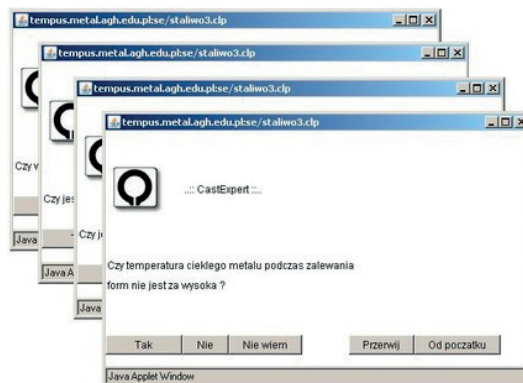 tempus.metal.agh.edu.pl:se/staliwo3.clp
tempus.metal.agh.edu.pl:se/staliwo3.clp
tempus.metal.agh.edu.pl:se/staliwo3.clp
tempus.metal.agh.edu.pl:se/staliwo3.clp
..:: CastExpert ::..
Czy w
Czy jes
Czy je
Czy temperatura ciekłego metalu podczas zalewania
form nie jest za wysoka ?
Tak Nie Nie wiem Przerwij Od poczatku
Java
Java A
Java
Java Applet Window